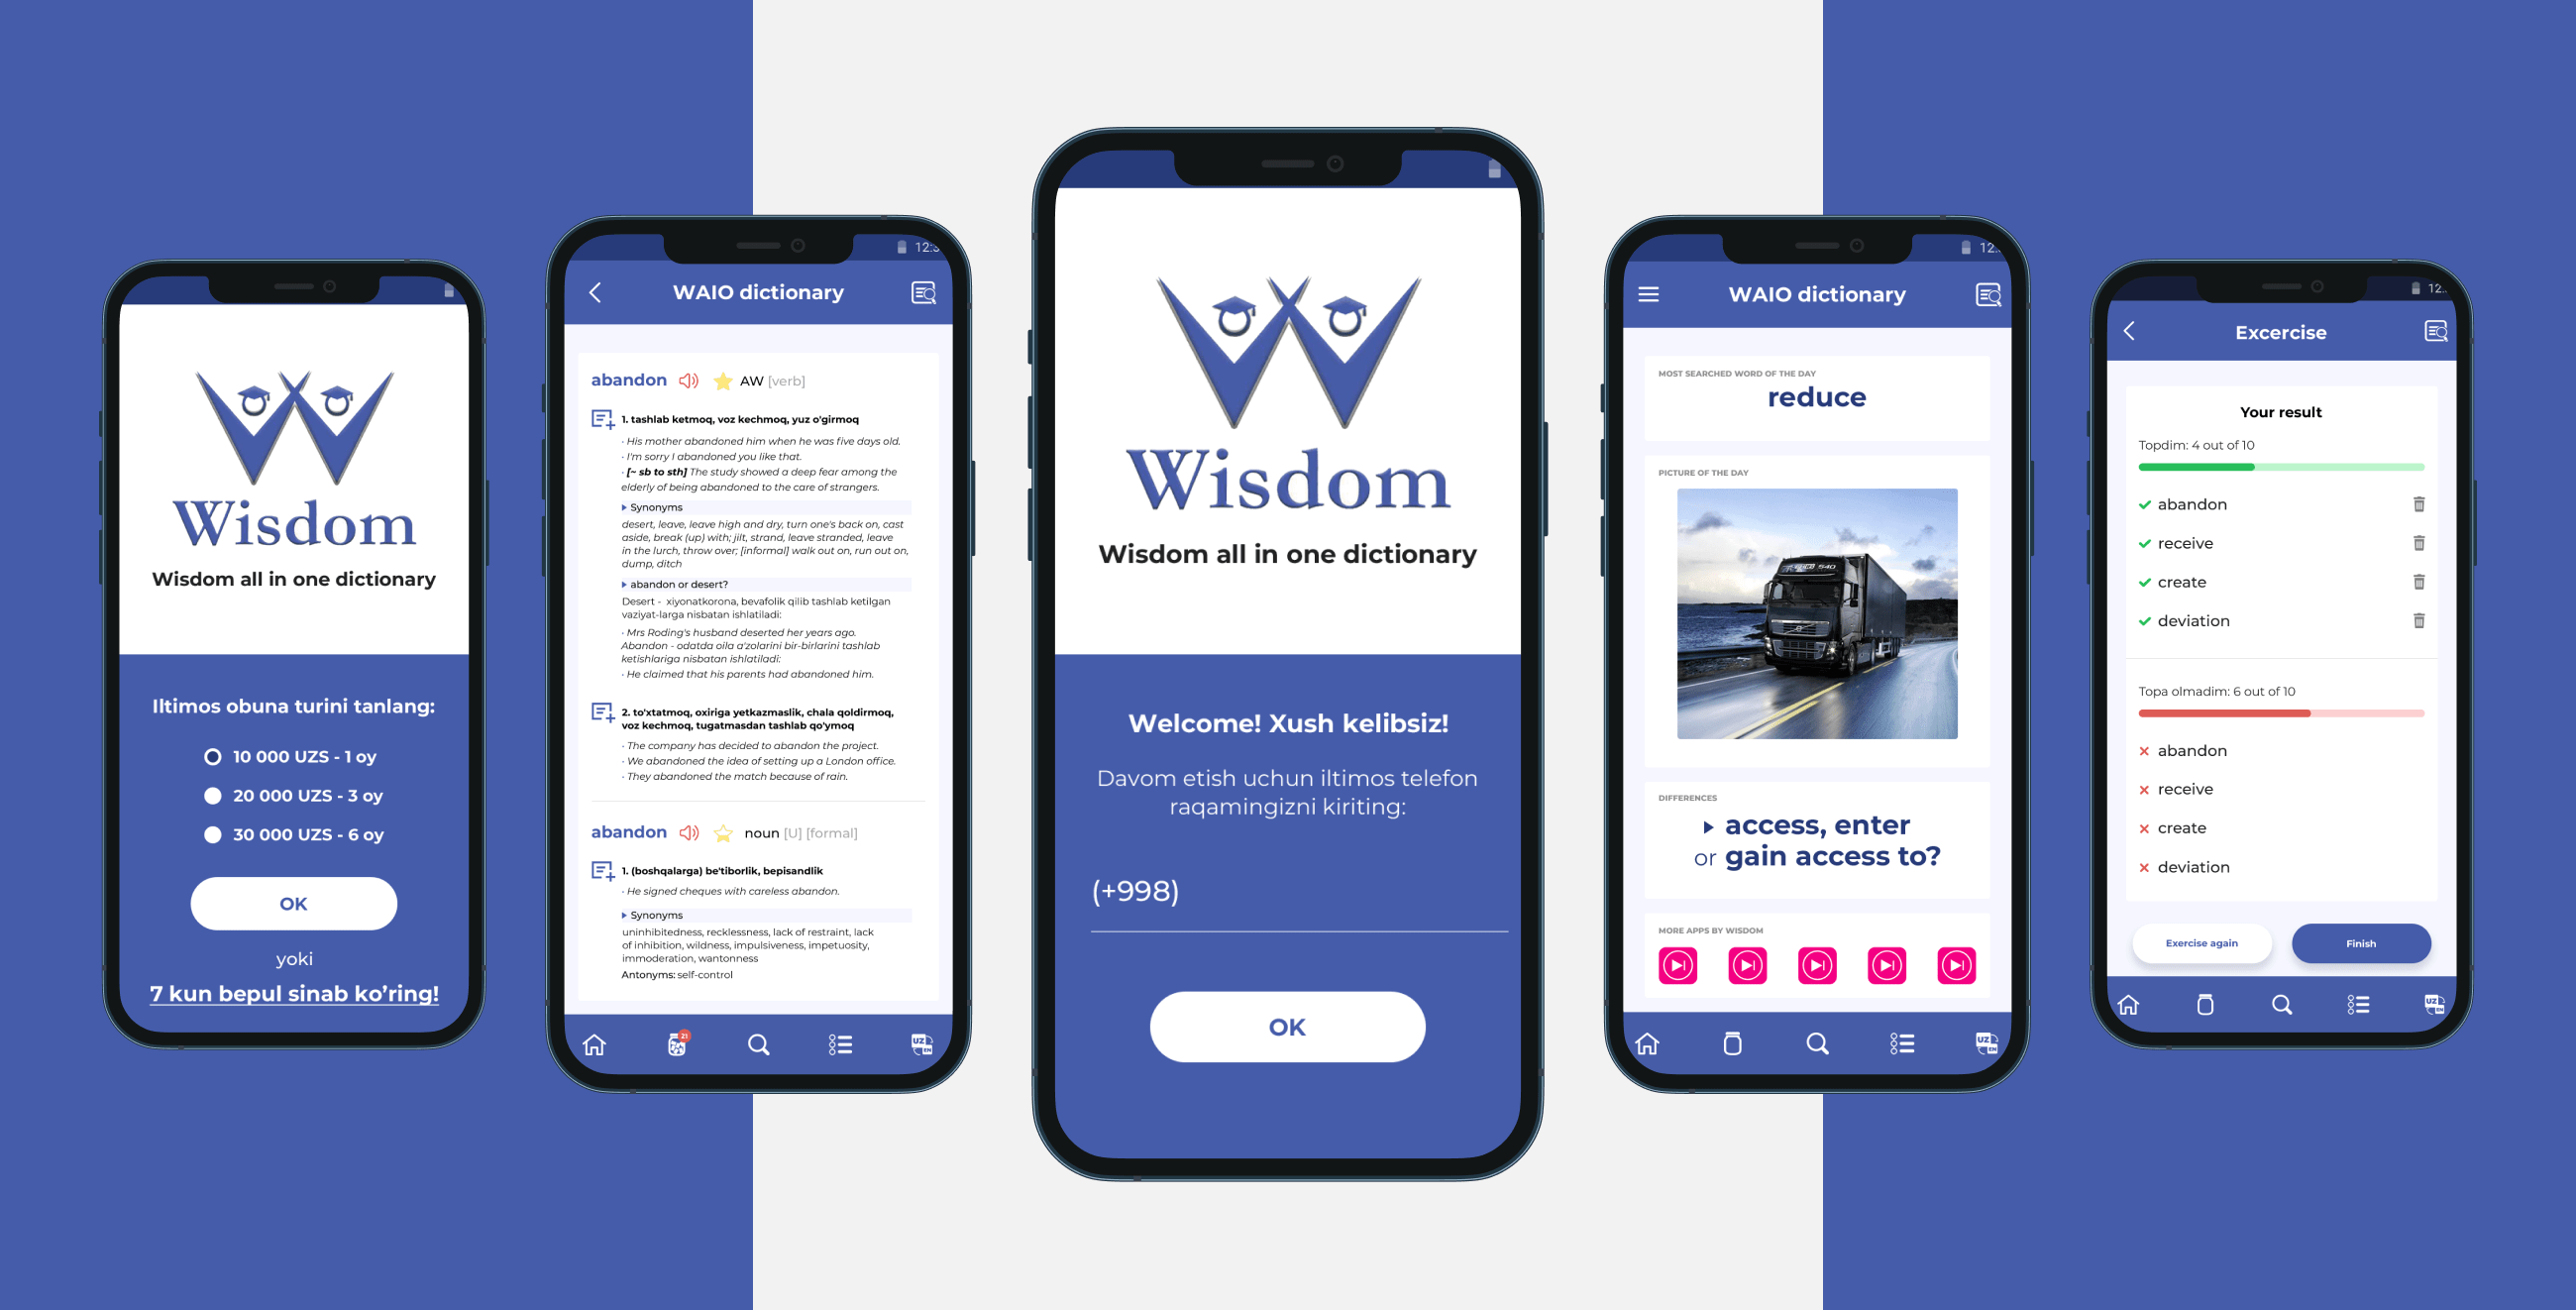 Wisdom
Wisdom all in one dictionary
Iltimos obuna turini tanlang:
10 000 UZS - 1 oy
20 000 UZS - 3 oy
30 000 UZS - 6 oy
OK
yoki
7 kun bepul sinab ko’ring!
12:3
WAIO dictionary
abandon AW [verb]
1. tashlab ketmoq, voz kechmoq, yuz o'girmoq
· His mother abandoned him when he was five days old.
· I'm sorry I abandoned you like that.
· [~ sb to sth] The study showed a deep fear among the
elderly of being abandoned to the care of strangers.
Synonyms
desert, leave, leave high and dry, turn one's back on, cast
aside, break (up) with; jilt, strand, leave stranded, leave
in the lurch, throw over; [informal] walk out on, run out on,
dump, ditch
abandon or desert?
Desert - xiyonatkorona, bevafolik qilib tashlab ketilgan
vaziyat-larga nisbatan ishlatiladi:
· Mrs Roding's husband deserted her years ago.
Abandon - odatda oila a'zolarini bir-birlarini tashlab
ketishlariga nisbatan ishlatiladi:
· He claimed that his parents had abandoned him.
2. to'xtatmoq, oxiriga yetkazmaslik, chala qoldirmoq,
voz kechmoq, tugatmasdan tashlab qo'ymoq
· The company has decided to abandon the project.
· We abandoned the idea of setting up a London office.
· They abandoned the match because of rain.
abandon noun [U] [formal]
1. (boshqalarga) be'tiborlik, bepisandlik
· He signed cheques with careless abandon.
Synonyms
uninhibitedness, recklessness, lack of restraint, lack
of inhibition, wildness, impulsiveness, impetuosity,
immoderation, wantonness
Antonyms: self-control
21
UZ EN
Wisdom
Wisdom all in one dictionary
Welcome! Xush kelibsiz!
Davom etish uchun iltimos telefon
raqamingizni kiriting:
(+998)
OK
12:
WAIO dictionary
MOST SEARCHED WORD OF THE DAY
reduce
PICTURE OF THE DAY
DIFFERENCES
access, enter
or gain access to?
MORE APPS BY WISDOM
UZ EN
12:
Excercise
Your result
Topdim: 4 out of 10
abandon
receive
create
deviation
Topa olmadim: 6 out of 10
abandon
receive
create
deviation
Exercise again
Finish
UZ EN